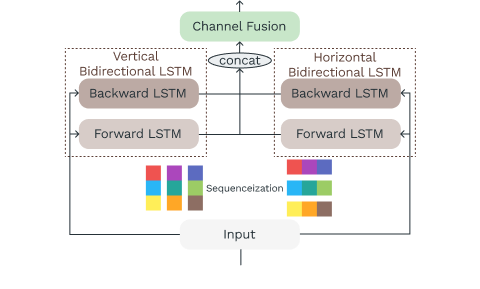 Channel Fusion
concat
Vertical
Bidirectional LSTM
Backward LSTM
Forward LSTM
Horizontal
Bidirectional LSTM
Backward LSTM
Forward LSTM
Sequenceization
Input